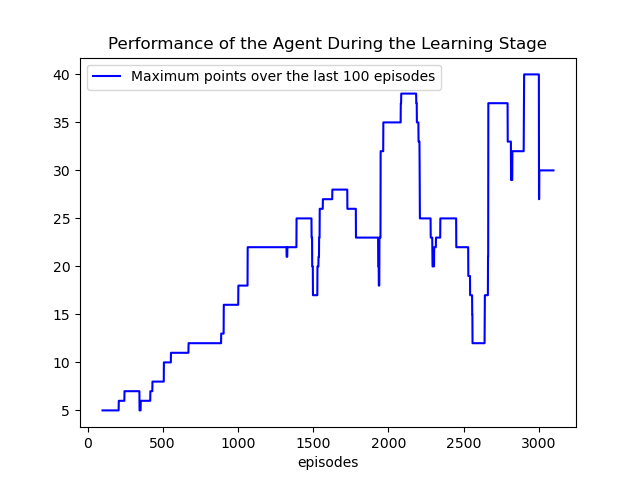 Performance of the Agent During the Learning Stage
Maximum points over the last 100 episodes
40
35
30
25
20
15
10
5
0 500 1000 1500 2000 2500 3000
episodes